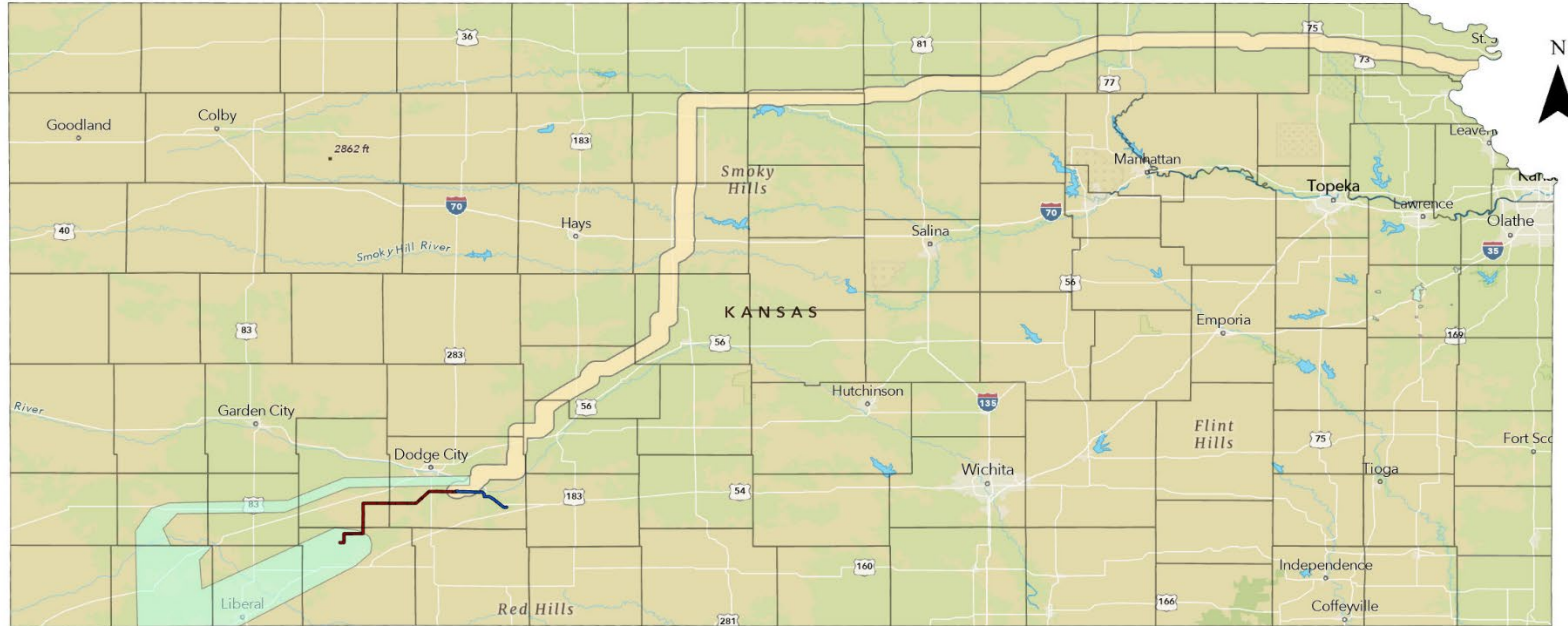 36
81
75
St. J
N
73
77
Colby
Goodland
183
2862 ft
Leaven
Manhattan
Smoky
Hills
Topeka
Kans
70
70
Lawrence
40
Hays
Salina
Olathe
Smoky Hill River
35
56
KANSAS
Emporia
83
56
169
283
Hutchinson
56
135
Garden City
River
Flint
Hills
75
Fort Sco
Dodge City
Wichita
Tioga
54
183
83
160
Independence
Liberal
Red Hills
166
Coffeyville
281